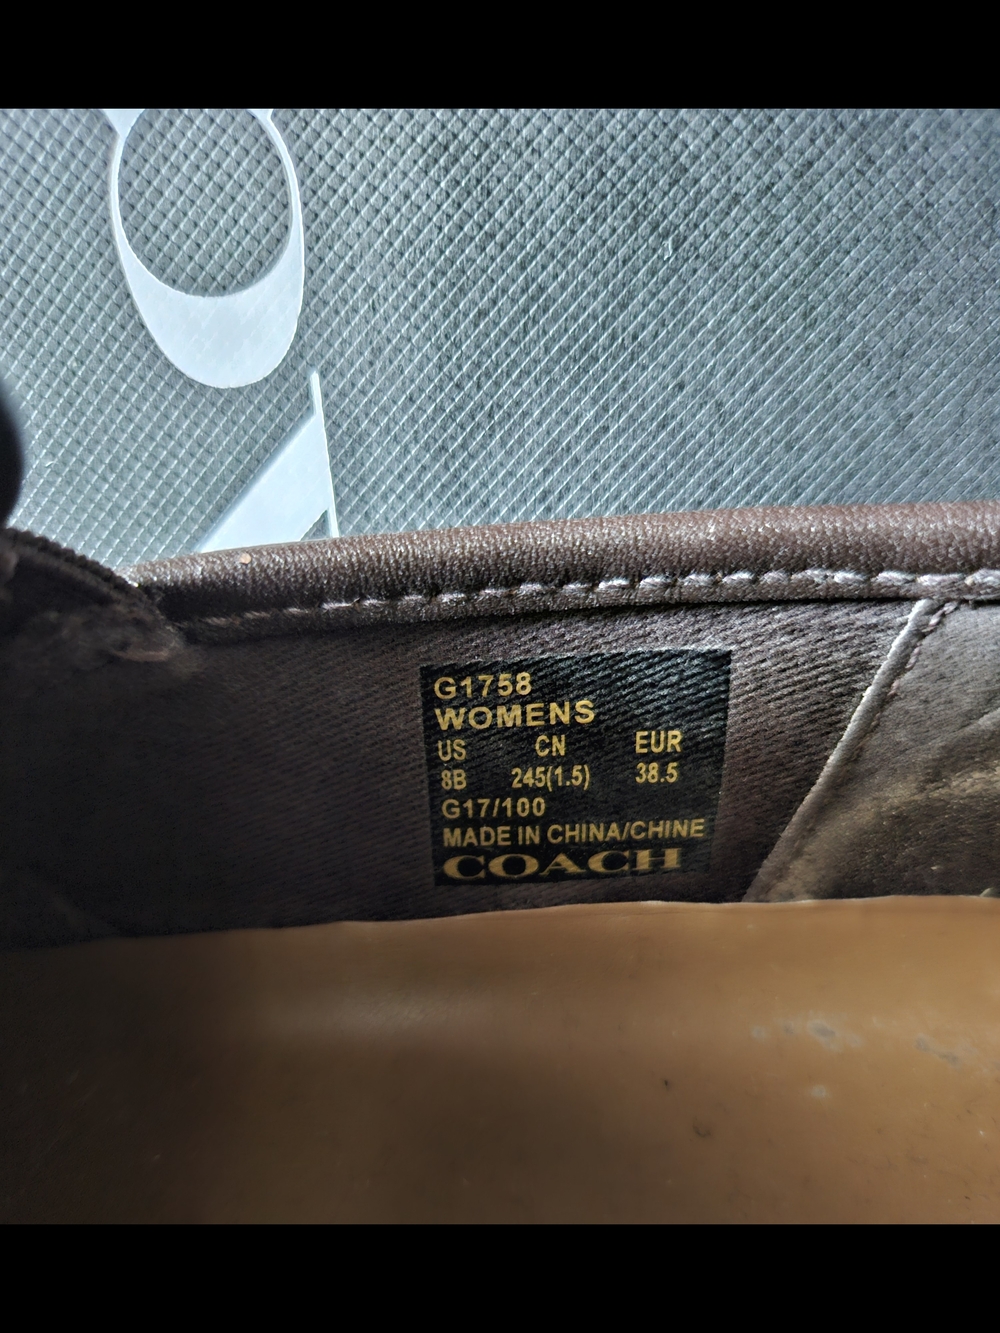 G1758
WOMENS
US CN EUR
8B 245(1.5) 38.5
G17/100
MADE IN CHINA/CHINE
COACH